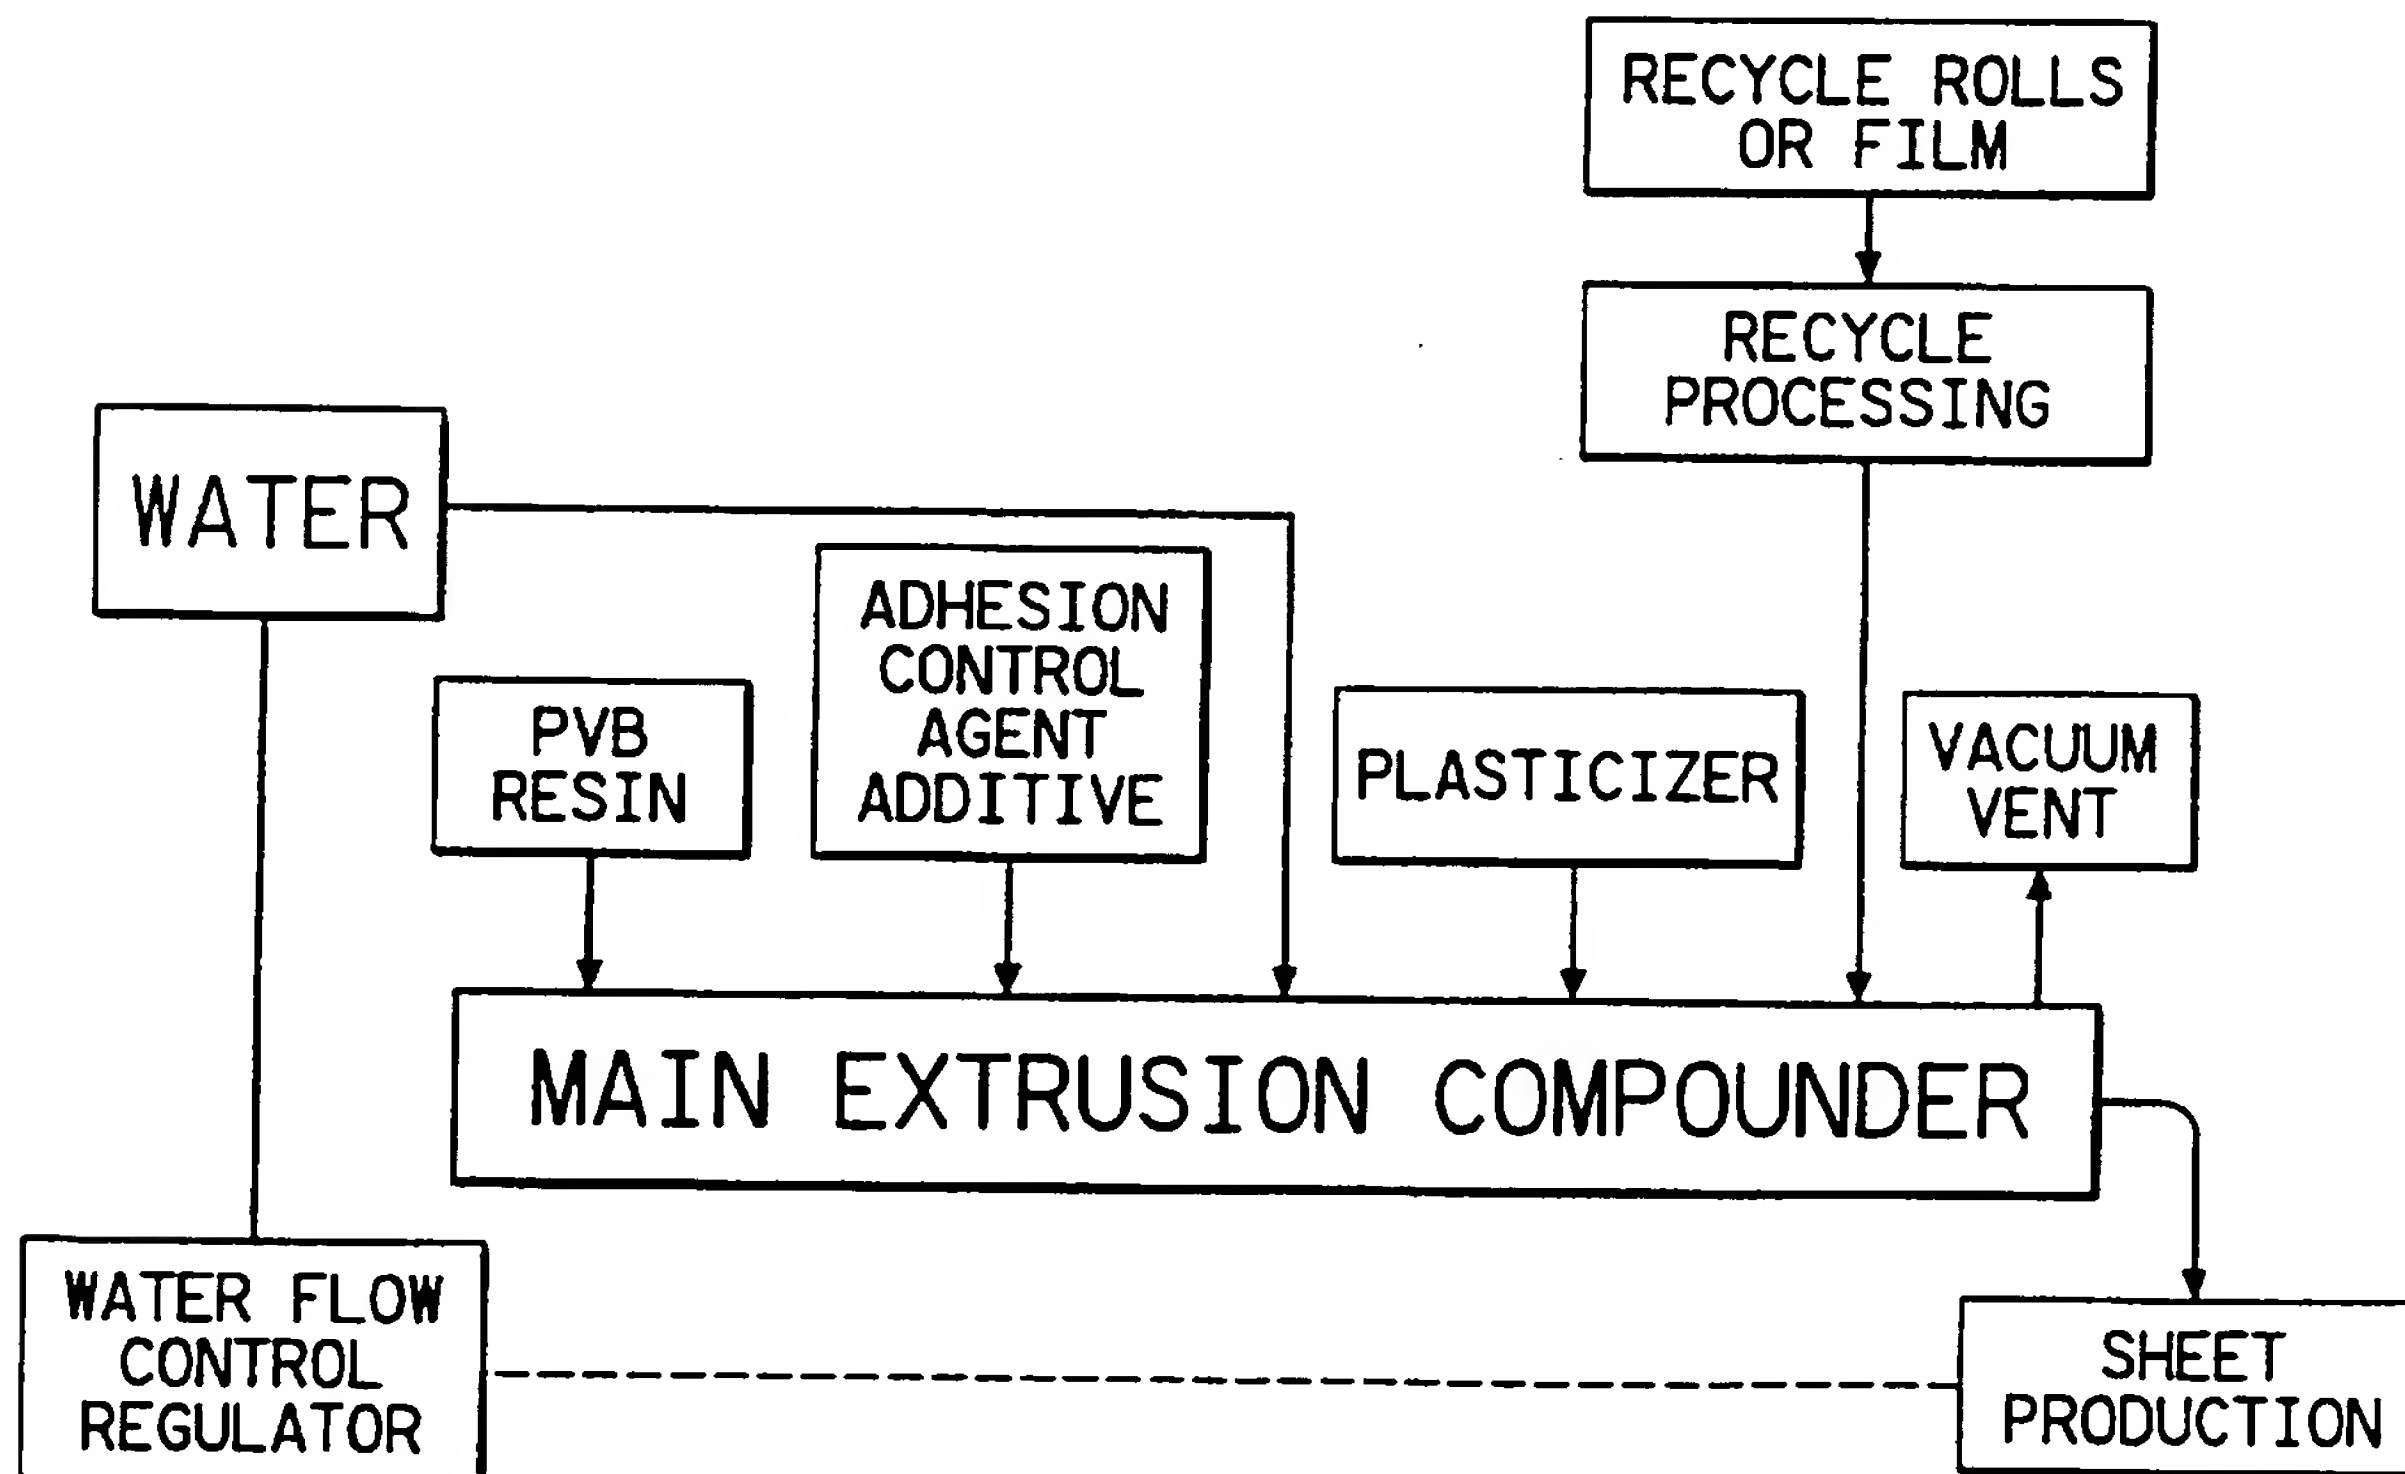 RECYCLE ROLLS
OR FILM
RECYCLE
PROCESSING
WATER
ADHESION
CONTROL
AGENT
ADDITIVE
PVB
RESIN
PLASTICIZER
VACUUM
VENT
MAIN EXTRUSION COMPOUNDER
WATER FLOW
CONTROL
REGULATOR
SHEET
PRODUCTION